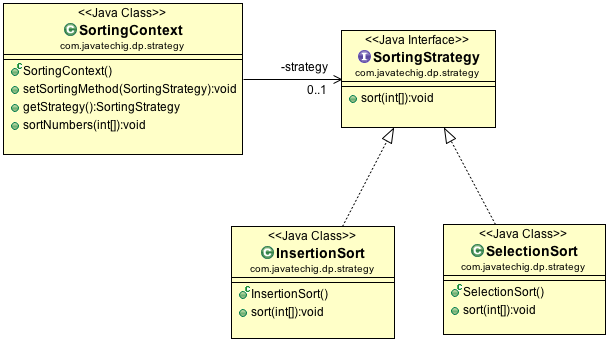 <<Java Class>>
SortingContext
com.javatechig.dp.strategy
SortingContext()
setSortingMethod(SortingStrategy):void
getStrategy():SortingStrategy
sortNumbers(int[]):void
-strategy
0..1
<<Java Interface>>
SortingStrategy
com.javatechig.dp.strategy
sort(int[]):void
<<Java Class>>
InsertionSort
com.javatechig.dp.strategy
InsertionSort()
sort(int[]):void
<<Java Class>>
SelectionSort
com.javatechig.dp.strategy
SelectionSort()
sort(int[]):void